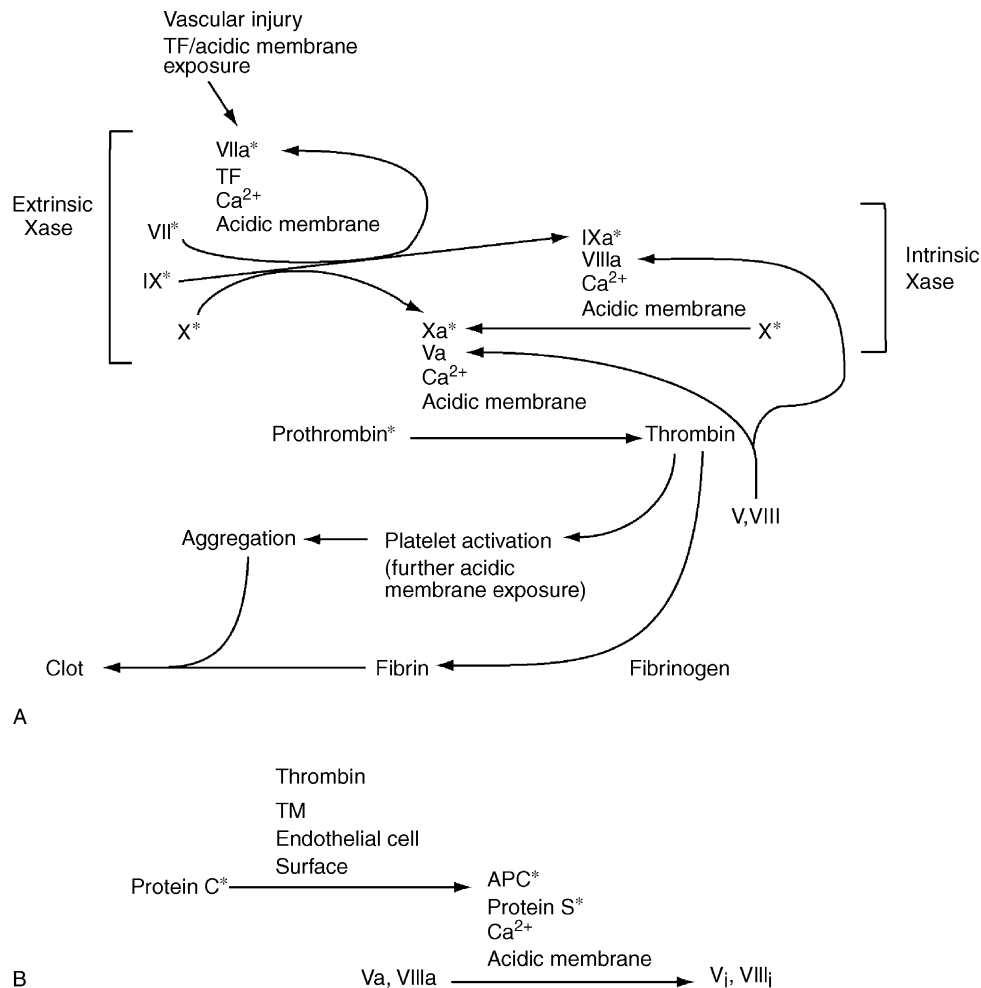 Vascular injury
TF/acidic membrane
exposure
VIIa*
TF
Ca2+
Acidic membrane
Extrinsic
Xase
VII*
IX*
X*
IXa*
VIIIa
Ca2+
Acidic membrane
Intrinsic
Xase
X*
Xa*
Va
Ca2+
Acidic membrane
Prothrombin*
Thrombin
V,VIII
Aggregation
Platelet activation
(further acidic
membrane exposure)
Clot
Fibrin
Fibrinogen
A
Thrombin
TM
Endothelial cell
Surface
Protein C*
APC*
Protein S*
Ca2+
Acidic membrane
B
Va, VIIIa
Vi, VIIIi